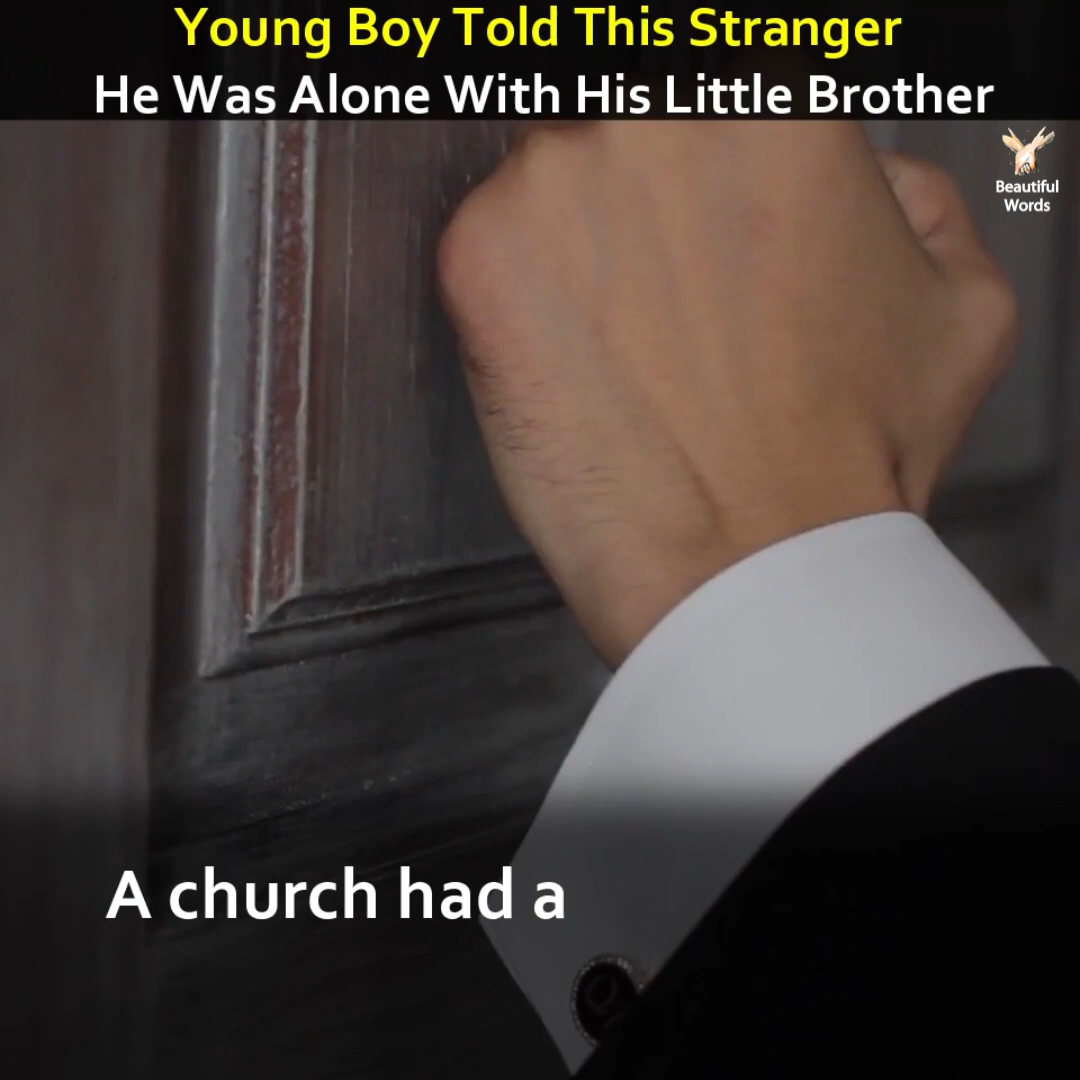 Young Boy Told This Stranger
He Was Alone With His Little Brother
Beautiful
Words
A church had a